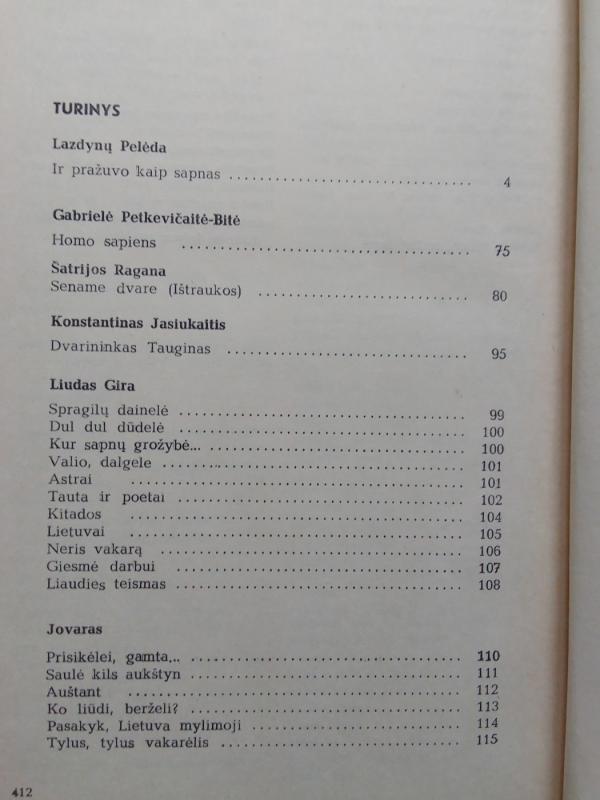 TURINYS
Lazdynų Pelėda
Ir pražuvo kaip sapnas ................................ 4
Gabrielė Petkevičaitė-Bitė
Homo sapiens ................................ 75
Šatrijos Ragana
Sename dvare (Ištraukos) ................................ 80
Konstantinas Jasiukaitis
Dvarininkas Tauginas ................................ 95
Liudas Gira
Spragilų dainelė ................................ 99
Dul dul dūdelė ................................ 100
Kur sapnų grožybė... ................................ 100
Valio, dalgele ................................ 101
Astrai ................................ 101
Tauta ir poetai ................................ 102
Kitados ................................ 104
Lietuvai ................................ 105
Neris vakarą ................................ 106
Giesmė darbui ................................ 107
Liaudies teismas ................................ 108
Jovaras
Prisikėlei, gamta... ................................ 110
Saulė kils aukštyn ................................ 111
Auštant ................................ 112
Ko liūdi, berželi? ................................ 113
Pasakyk, Lietuva mylimoji ................................ 114
Tylus, tylus vakarėlis ................................ 115
412